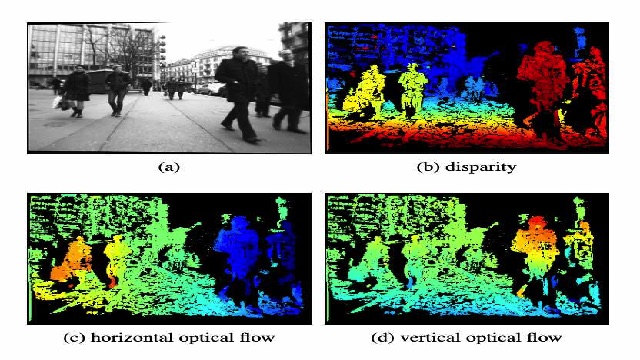 (a)
(b) disparity
(c) horizontal optical flow
(d) vertical optical flow